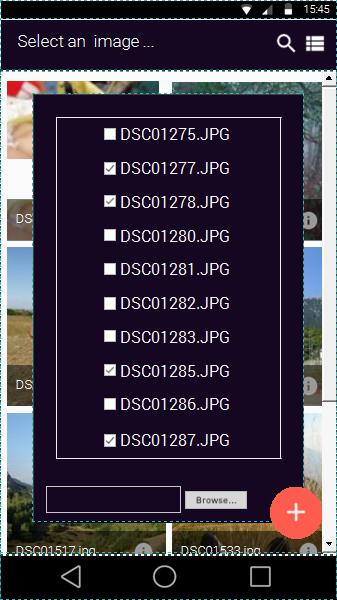 15:45
Select an image ...
DSC01275.JPG
DSC01277.JPG
DSC01278.JPG
DSC01280.JPG
DSC01281.JPG
DSC01282.JPG
DSC01283.JPG
DSC01285.JPG
DSC01286.JPG
DSC01287.JPG
DS
DS
Browse...
DSC01517.jpg
DSC01533.jpg